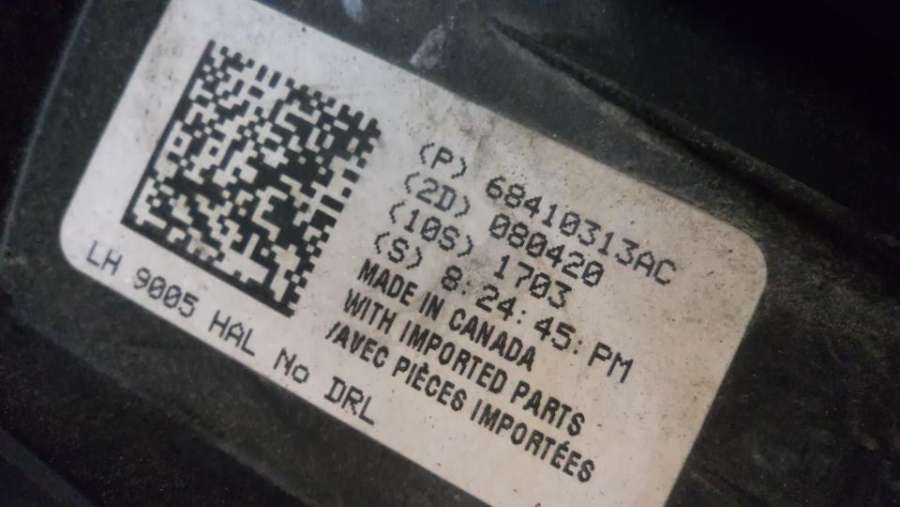 (P) 68410313AC
(2D) 080420
(10S) 1703
(S) 8:24:45:PM
MADE IN CANADA
WITH IMPORTED PARTS
/AVEC PIÈCES IMPORTÉES
LH 9005 HAL No DRL